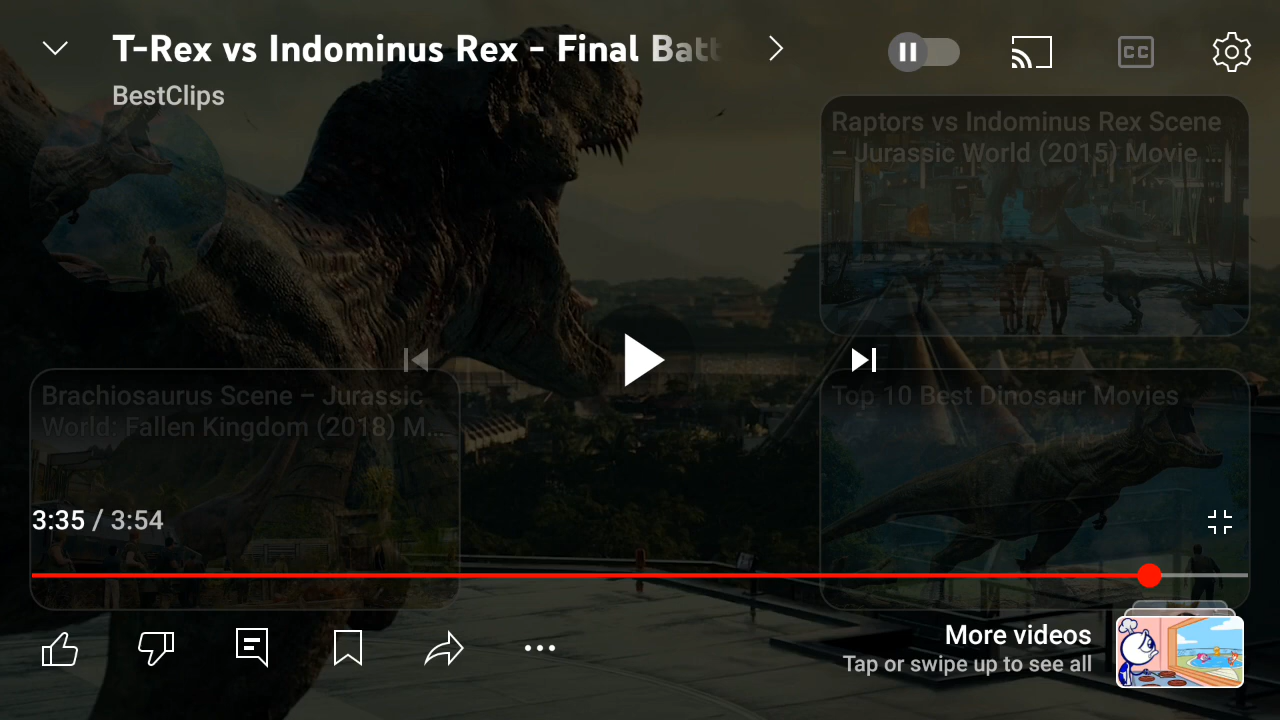 T-Rex vs Indominus Rex - Final Batt
BestClips
CC
Raptors vs Indominus Rex Scene
– Jurassic World (2015) Movie ...
Brachiosaurus Scene – Jurassic
World: Fallen Kingdom (2018) M...
Top 10 Best Dinosaur Movies
3:35 / 3:54
More videos
Tap or swipe up to see all